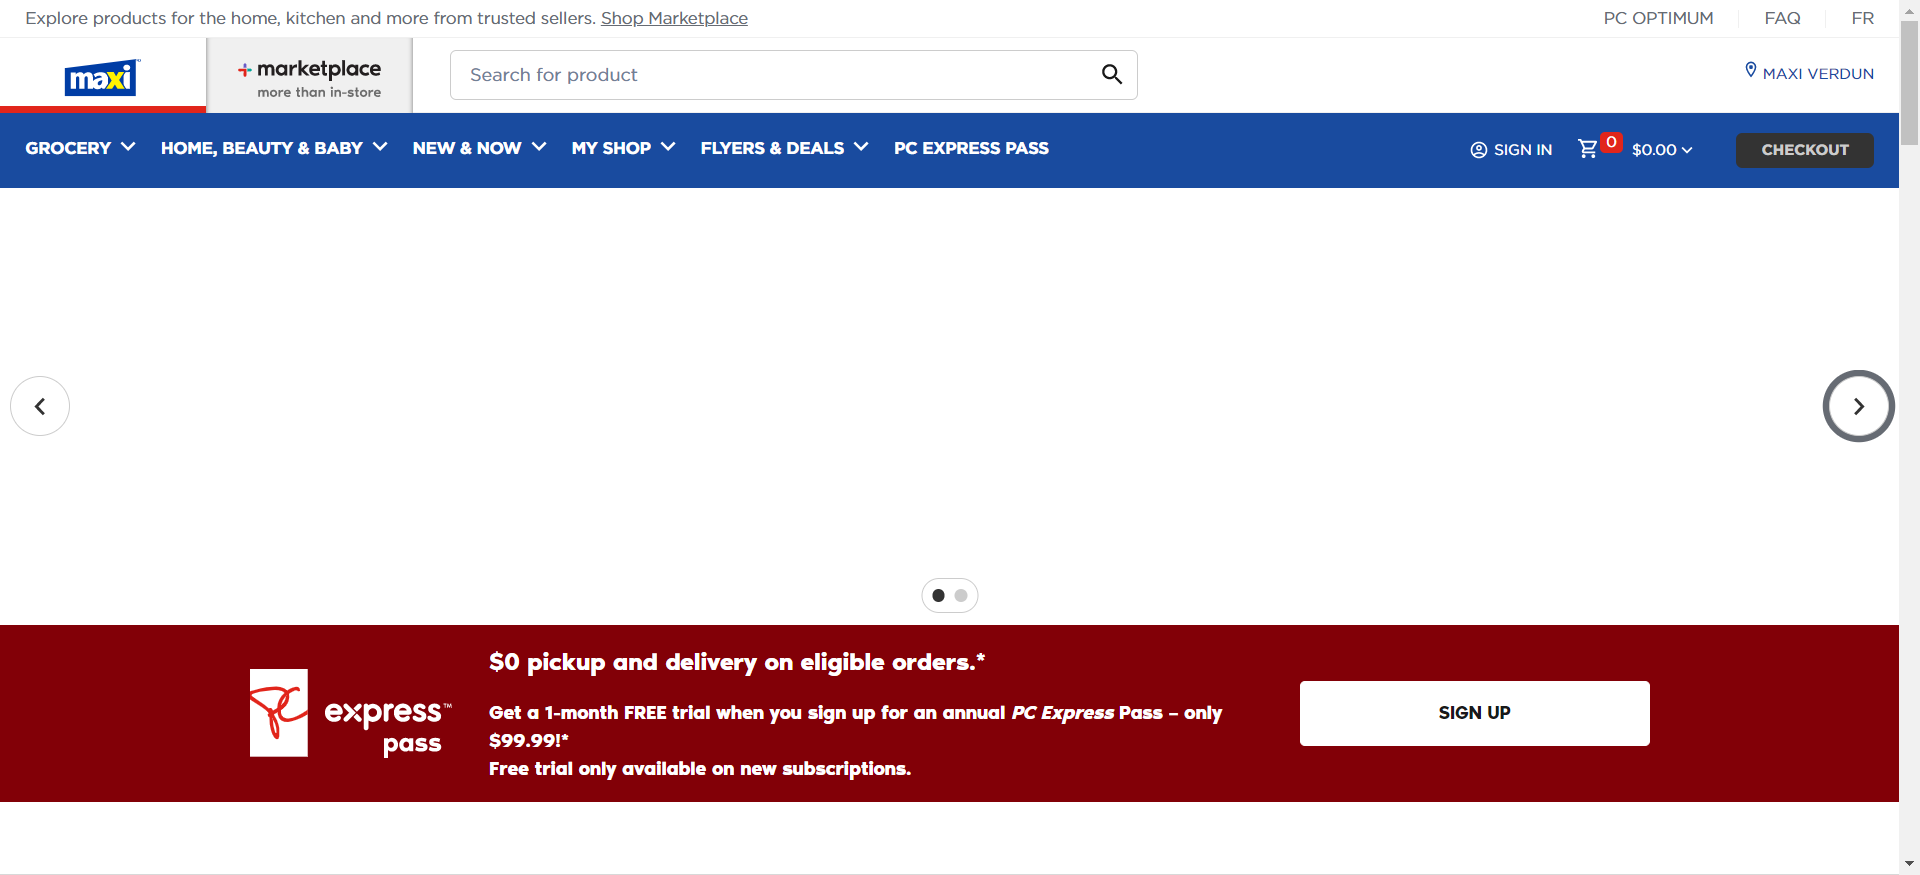 Explore products for the home, kitchen and more from trusted sellers. Shop Marketplace
PC OPTIMUM
FAQ
FR
maxi
marketplace
more than in-store
Search for product
MAXI VERDUN
GROCERY
HOME, BEAUTY & BABY
NEW & NOW
MY SHOP
FLYERS & DEALS
PC EXPRESS PASS
SIGN IN
0
$0.00
CHECKOUT
PC express™
pass
$0 pickup and delivery on eligible orders.*
Get a 1-month FREE trial when you sign up for an annual PC Express Pass – only
$99.99!*
Free trial only available on new subscriptions.
SIGN UP